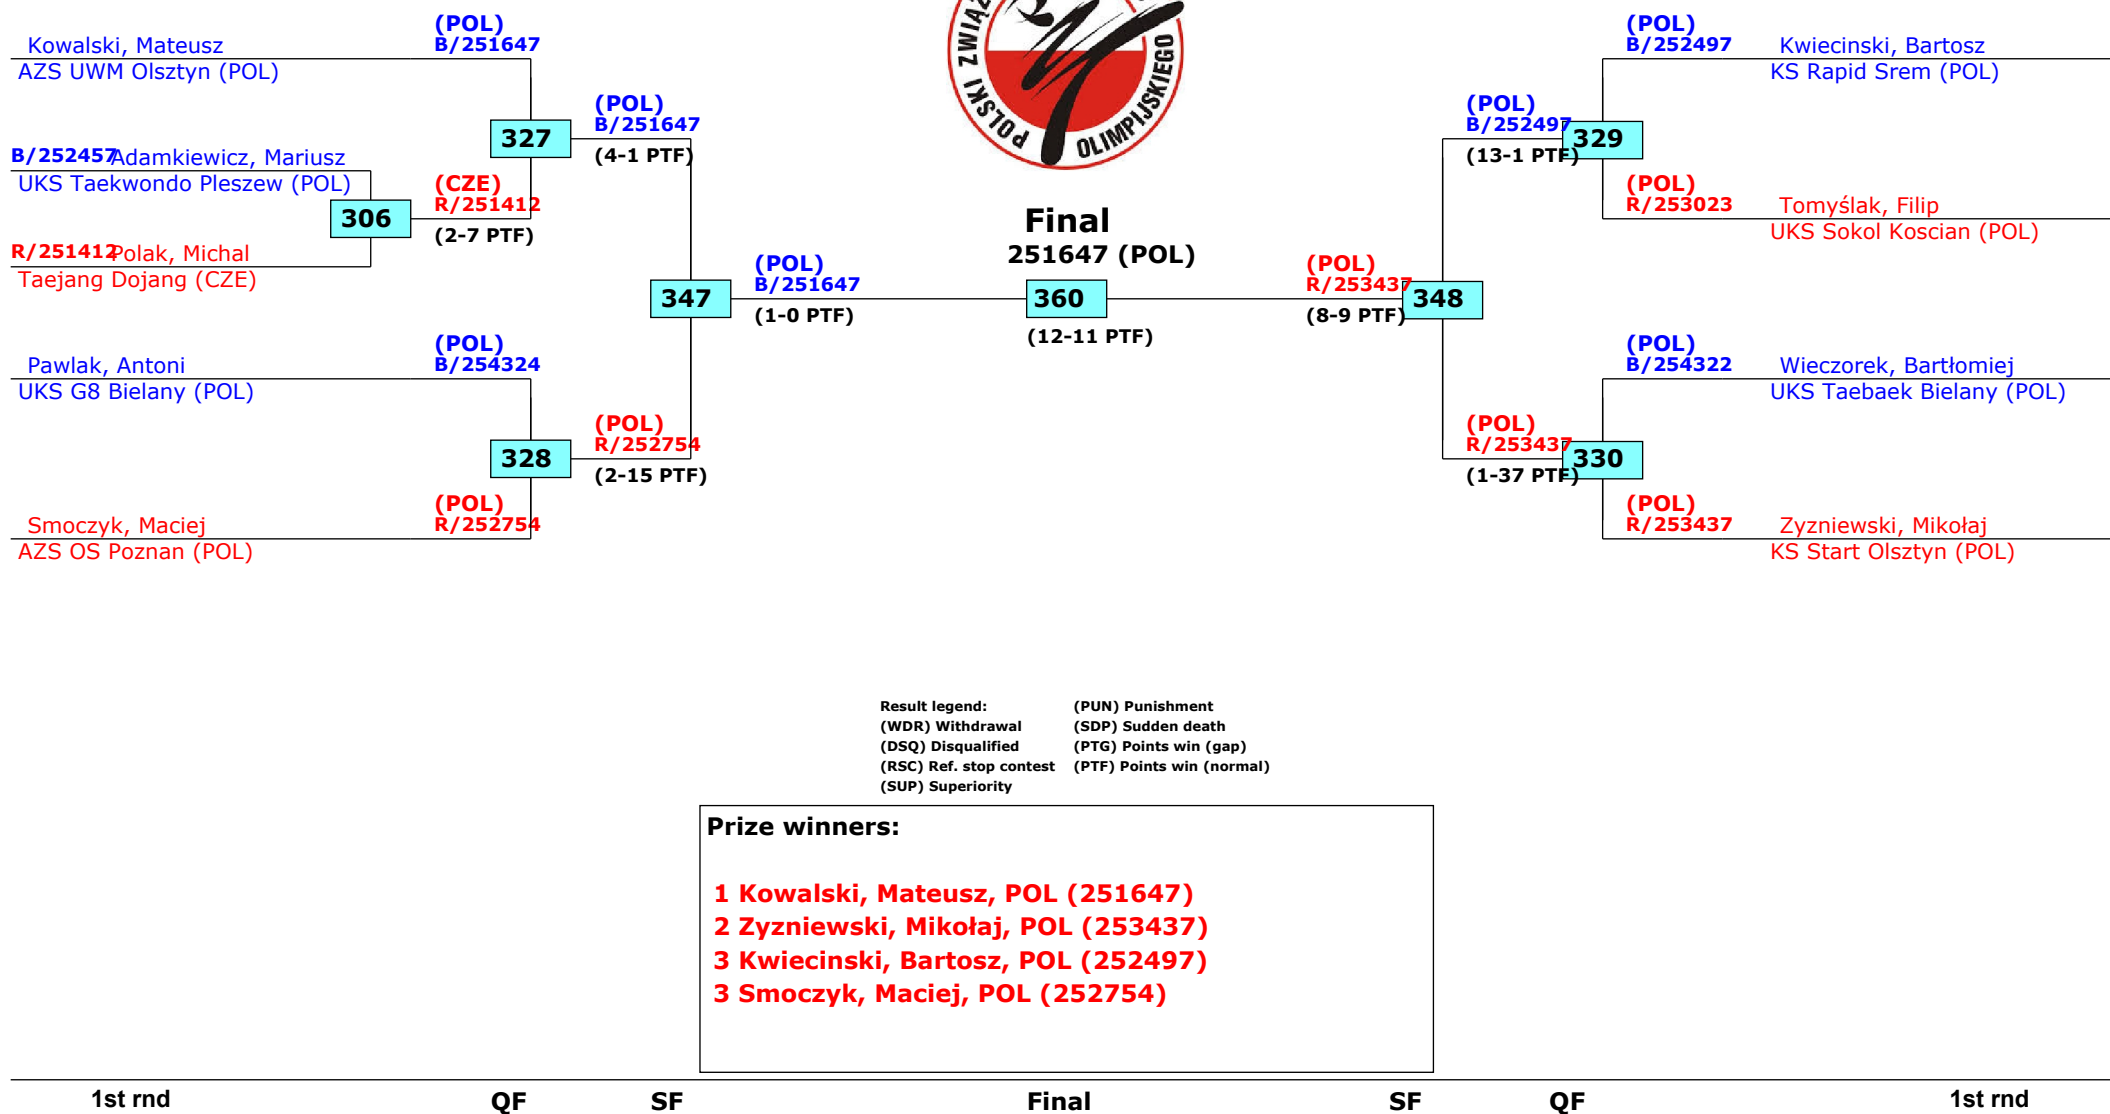 POLSKI ZWIĄZ
OLIMPIJSKIEGO
(POL)
B/251647
Kowalski, Mateusz
AZS UWM Olsztyn (POL)
327
(POL)
B/251647
(4-1 PTF)
B/252457
Adamkiewicz, Mariusz
UKS Taekwondo Pleszew (POL)
306
(CZE)
R/251412
(2-7 PTF)
R/251412
Polak, Michal
Taejang Dojang (CZE)
347
(POL)
B/251647
(1-0 PTF)
(POL)
B/254324
Pawlak, Antoni
UKS G8 Bielany (POL)
328
(POL)
R/252754
(2-15 PTF)
(POL)
R/252754
Smoczyk, Maciej
AZS OS Poznan (POL)
Final
251647 (POL)
360
(12-11 PTF)
(POL)
B/252497
Kwiecinski, Bartosz
KS Rapid Srem (POL)
(POL)
B/252497
329
(13-1 PTF)
(POL)
R/253023
Tomyślak, Filip
UKS Sokol Koscian (POL)
(POL)
R/253437
348
(8-9 PTF)
(POL)
B/254322
Wieczorek, Bartłomiej
UKS Taebaek Bielany (POL)
(POL)
R/253437
330
(1-37 PTF)
(POL)
R/253437
Zyzniewski, Mikołaj
KS Start Olsztyn (POL)
Result legend:
(WDR) Withdrawal
(DSQ) Disqualified
(RSC) Ref. stop contest
(SUP) Superiority
(PUN) Punishment
(SDP) Sudden death
(PTG) Points win (gap)
(PTF) Points win (normal)
Prize winners:
1 Kowalski, Mateusz, POL (251647)
2 Zyzniewski, Mikołaj, POL (253437)
3 Kwiecinski, Bartosz, POL (252497)
3 Smoczyk, Maciej, POL (252754)
1st rnd QF SF Final SF QF 1st rnd